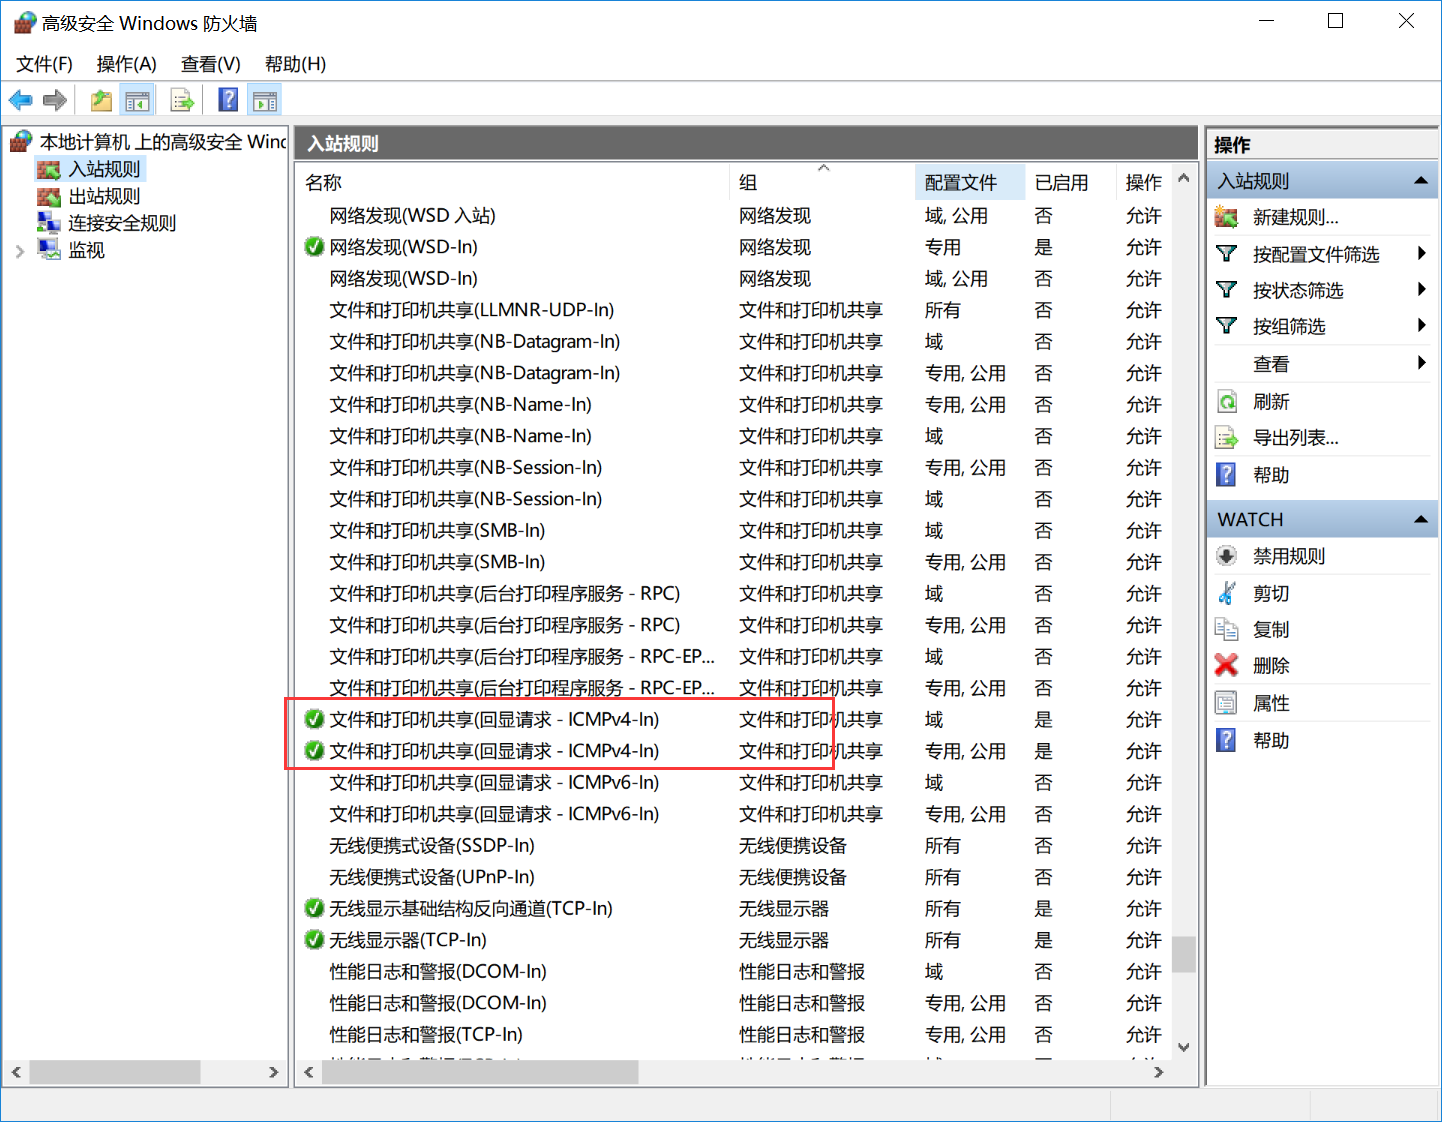 高级安全 Windows 防火墙
文件(F) 操作(A) 查看(V) 帮助(H)
本地计算机 上的高级安全 Wind
入站规则
出站规则
连接安全规则
监视
入站规则
名称 组 配置文件 已启用 操作
网络发现(WSD 入站) 网络发现 域, 公用 否 允许
网络发现(WSD-In) 网络发现 专用 是 允许
网络发现(WSD-In) 网络发现 域, 公用 否 允许
文件和打印机共享(LLMNR-UDP-In) 文件和打印机共享 所有 否 允许
文件和打印机共享(NB-Datagram-In) 文件和打印机共享 域 否 允许
文件和打印机共享(NB-Datagram-In) 文件和打印机共享 专用, 公用 否 允许
文件和打印机共享(NB-Name-In) 文件和打印机共享 专用, 公用 否 允许
文件和打印机共享(NB-Name-In) 文件和打印机共享 域 否 允许
文件和打印机共享(NB-Session-In) 文件和打印机共享 专用, 公用 否 允许
文件和打印机共享(NB-Session-In) 文件和打印机共享 域 否 允许
文件和打印机共享(SMB-In) 文件和打印机共享 域 否 允许
文件和打印机共享(SMB-In) 文件和打印机共享 专用, 公用 否 允许
文件和打印机共享(后台打印程序服务 - RPC) 文件和打印机共享 域 否 允许
文件和打印机共享(后台打印程序服务 - RPC) 文件和打印机共享 专用, 公用 否 允许
文件和打印机共享(后台打印程序服务 - RPC-EP... 文件和打印机共享 域 否 允许
文件和打印机共享(后台打印程序服务 - RPC-EP... 文件和打印机共享 专用, 公用 否 允许
文件和打印机共享(回显请求 - ICMPv4-In) 文件和打印机共享 域 是 允许
文件和打印机共享(回显请求 - ICMPv4-In) 文件和打印机共享 专用, 公用 是 允许
文件和打印机共享(回显请求 - ICMPv6-In) 文件和打印机共享 域 否 允许
文件和打印机共享(回显请求 - ICMPv6-In) 文件和打印机共享 专用, 公用 否 允许
无线便携式设备(SSDP-In) 无线便携设备 所有 否 允许
无线便携式设备(UPnP-In) 无线便携设备 所有 否 允许
无线显示基础结构反向通道(TCP-In) 无线显示器 所有 是 允许
无线显示器(TCP-In) 无线显示器 所有 是 允许
性能日志和警报(DCOM-In) 性能日志和警报 域 否 允许
性能日志和警报(DCOM-In) 性能日志和警报 专用, 公用 否 允许
性能日志和警报(TCP-In) 性能日志和警报 专用, 公用 否 允许
操作
入站规则
新建规则...
按配置文件筛选
按状态筛选
按组筛选
查看
刷新
导出列表...
帮助
WATCH
禁用规则
剪切
复制
删除
属性
帮助